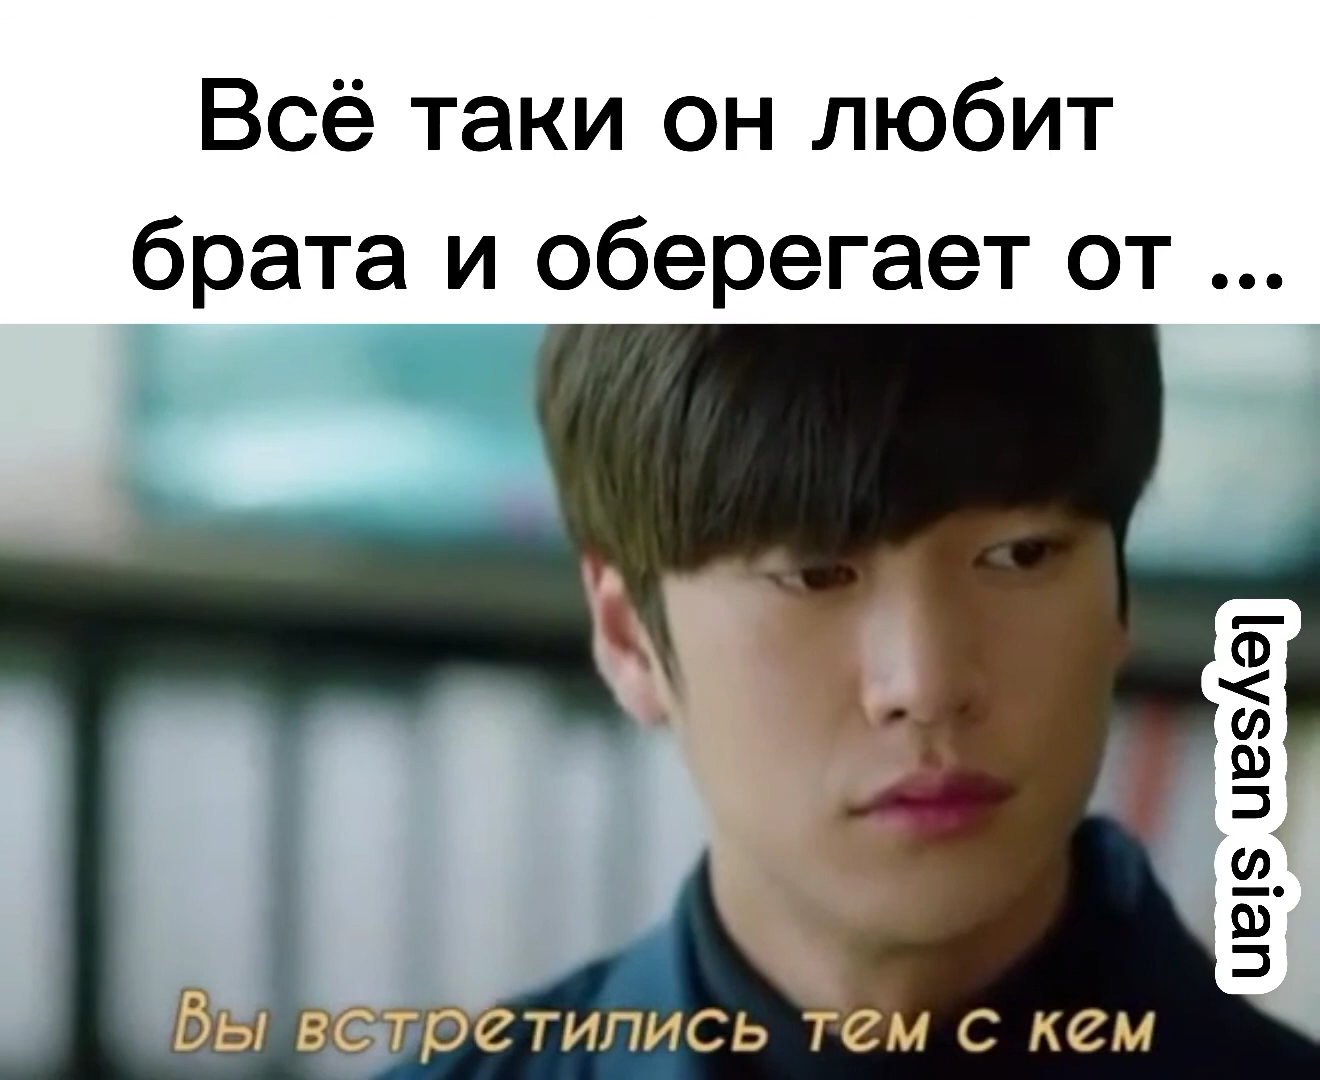 Всё таки он любит
брата и оберегает от ...
leysan sian
Вы встретились тем с кем